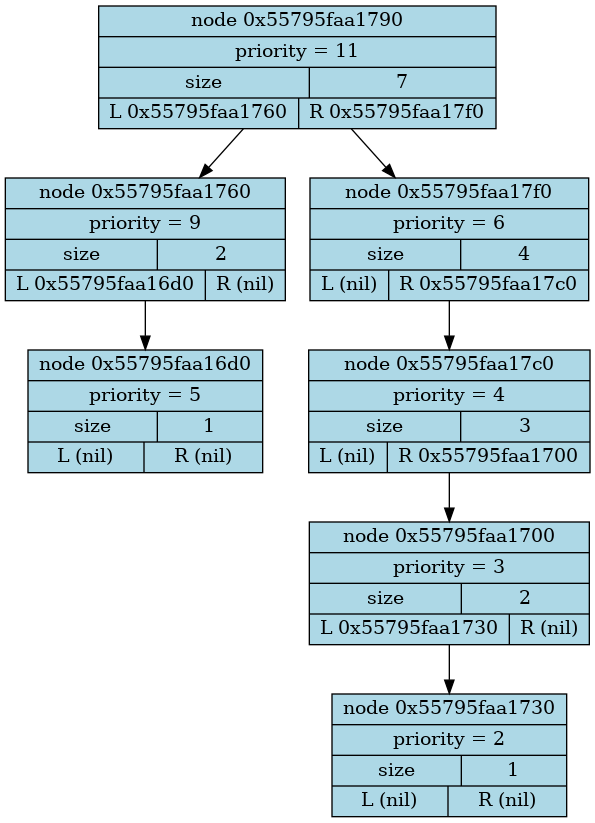 node 0x55795faa1790
priority = 11
size 7
L 0x55795faa1760 R 0x55795faa17f0
node 0x55795faa1760
priority = 9
size 2
L 0x55795faa16d0 R (nil)
node 0x55795faa17f0
priority = 6
size 4
L (nil) R 0x55795faa17c0
node 0x55795faa16d0
priority = 5
size 1
L (nil) R (nil)
node 0x55795faa17c0
priority = 4
size 3
L (nil) R 0x55795faa1700
node 0x55795faa1700
priority = 3
size 2
L 0x55795faa1730 R (nil)
node 0x55795faa1730
priority = 2
size 1
L (nil) R (nil)